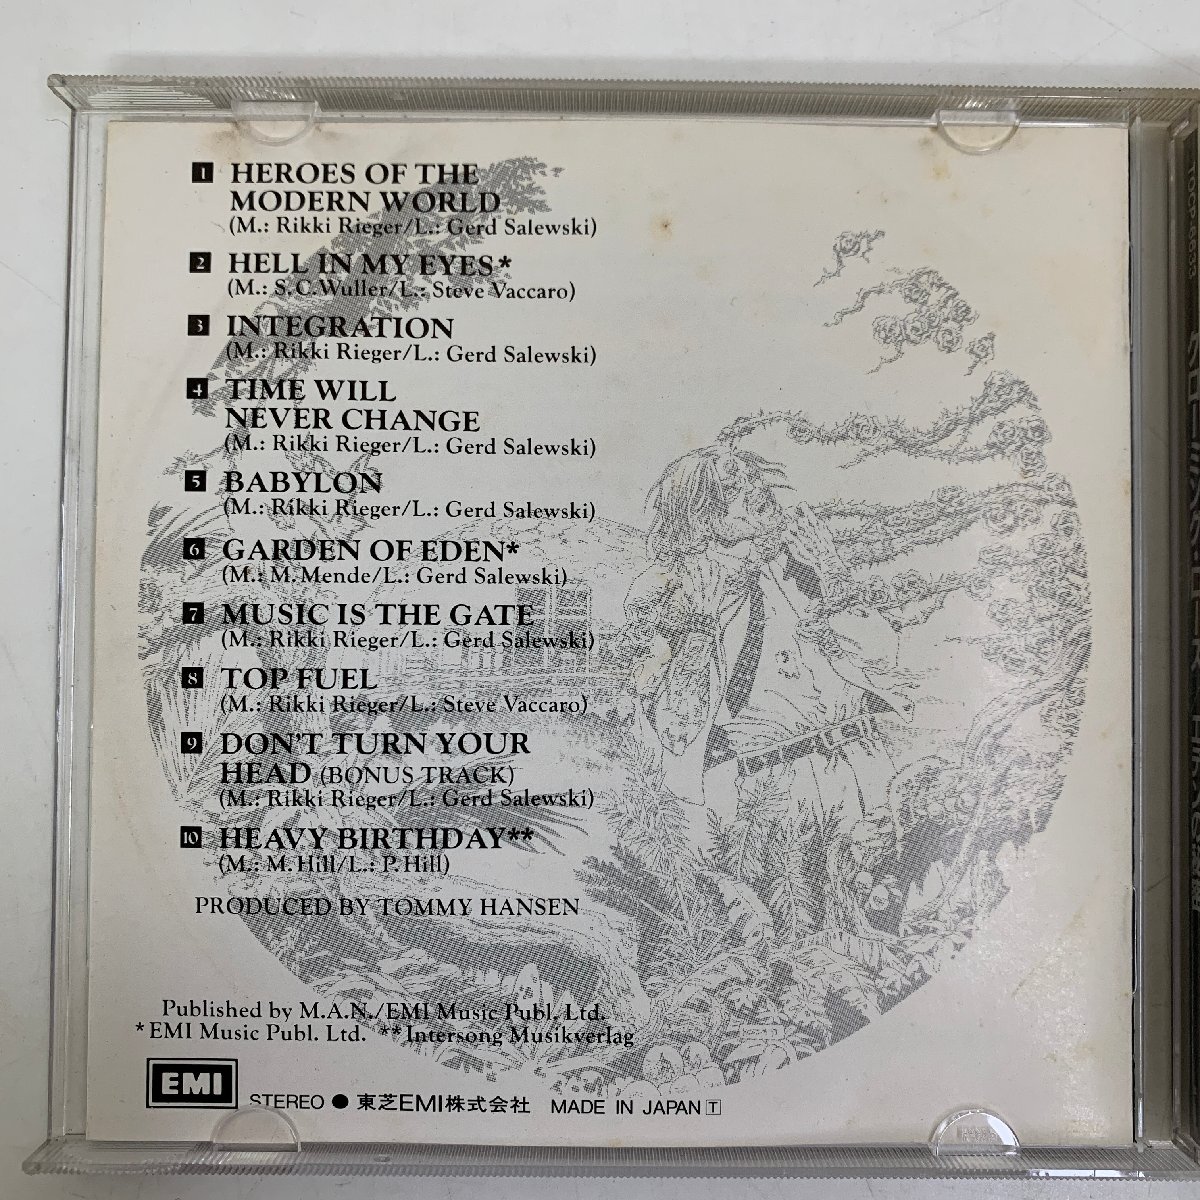 1 HEROES OF THE
MODERN WORLD
(M.: Rikki Rieger/L.: Gerd Salewski)
2 HELL IN MY EYES*
(M.: S.C.Wuller/L.: Steve Vaccaro)
3 INTEGRATION
(M.: Rikki Rieger/L.: Gerd Salewski)
4 TIME WILL
NEVER CHANGE
(M.: Rikki Rieger/L.: Gerd Salewski)
5 BABYLON
(M.: Rikki Rieger/L.: Gerd Salewski)
6 GARDEN OF EDEN*
(M.: M. Mende/L.: Gerd Salewski)
7 MUSIC IS THE GATE
(M.: Rikki Rieger/L.: Gerd Salewski)
8 TOP FUEL
(M.: Rikki Rieger/L.: Steve Vaccaro)
9 DON'T TURN YOUR
HEAD (BONUS TRACK)
(M.: Rikki Rieger/L.: Gerd Salewski)
10 HEAVY BIRTHDAY**
(M.: M. Hill/L.: P. Hill)
PRODUCED BY TOMMY HANSEN
Published by M.A.N./EMI Music Publ. Ltd.
*EMI Music Publ. Ltd. **Intersong Musikverlag
EMI STEREO ● 東芝EMI株式会社 MADE IN JAPAN T